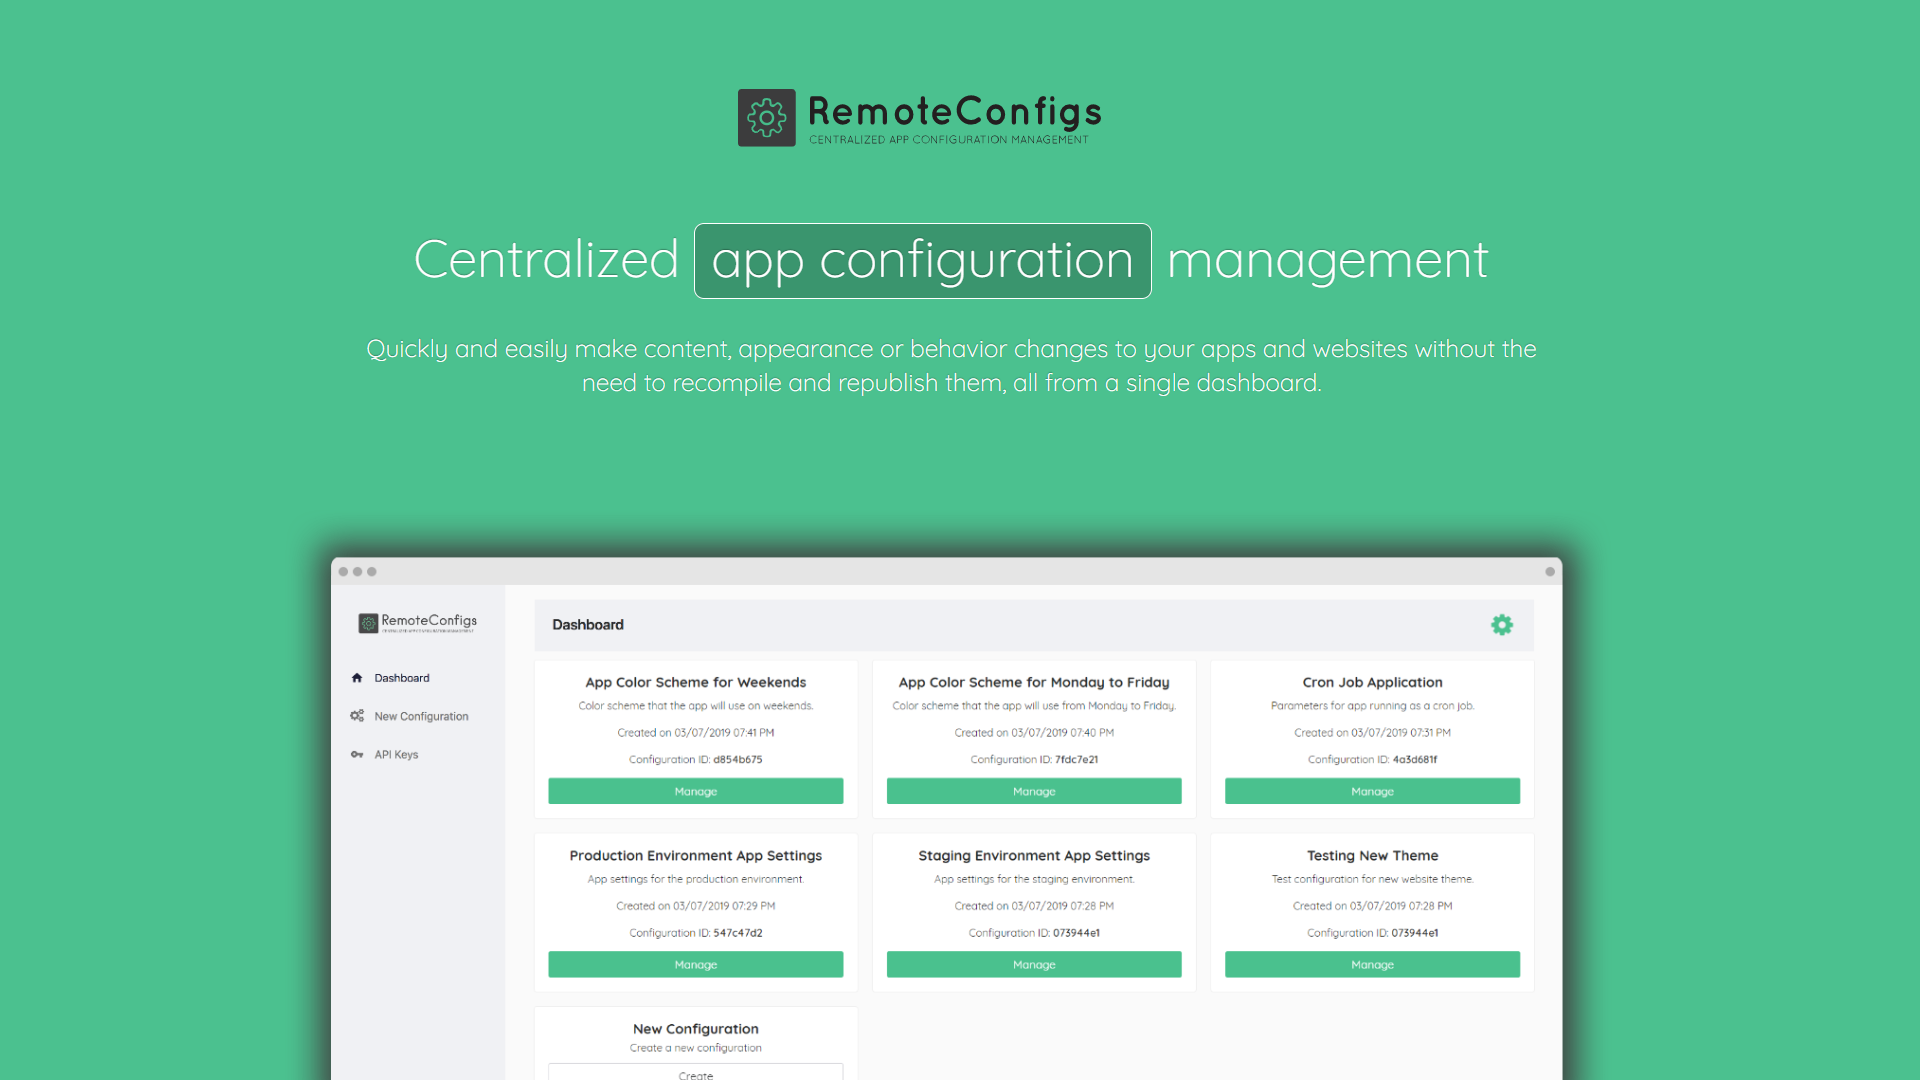 RemoteConfigs
CENTRALIZED APP CONFIGURATION MANAGEMENT
Centralized app configuration management
Quickly and easily make content, appearance or behavior changes to your apps and websites without the
need to recompile and republish them, all from a single dashboard.
RemoteConfigs
CENTRALIZED APP CONFIGURATION MANAGEMENT
Dashboard
New Configuration
API Keys
Dashboard
App Color Scheme for Weekends
Color scheme that the app will use on weekends.
Created on 03/07/2019 07:41 PM
Configuration ID: d854b675
Manage
App Color Scheme for Monday to Friday
Color scheme that the app will use from Monday to Friday.
Created on 03/07/2019 07:40 PM
Configuration ID: 7fdc7e21
Manage
Cron Job Application
Parameters for app running as a cron job.
Created on 03/07/2019 07:31 PM
Configuration ID: 4a3d681f
Manage
Production Environment App Settings
App settings for the production environment.
Created on 03/07/2019 07:29 PM
Configuration ID: 547c47d2
Manage
Staging Environment App Settings
App settings for the staging environment.
Created on 03/07/2019 07:28 PM
Configuration ID: 073944e1
Manage
Testing New Theme
Test configuration for new website theme.
Created on 03/07/2019 07:28 PM
Configuration ID: 073944e1
Manage
New Configuration
Create a new configuration
Create